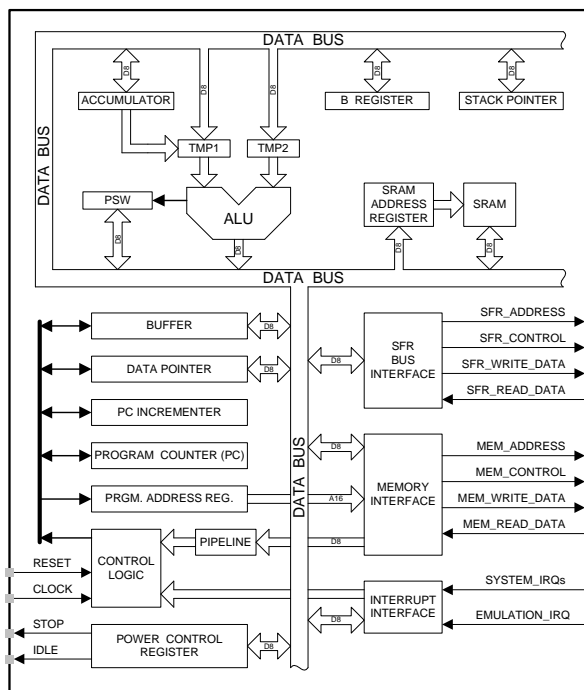 DATA BUS
D8
D8
D8
D8
D8
ACCUMULATOR
B REGISTER
STACK POINTER
DATA BUS
TMP1
TMP2
PSW
ALU
SRAM ADDRESS REGISTER
SRAM
D8
D8
D8
D8
DATA BUS
BUFFER
D8
DATA POINTER
D8
PC INCREMENTER
PROGRAM COUNTER (PC)
PRGM. ADDRESS REG.
A16
DATA BUS
D8
SFR BUS INTERFACE
SFR_ADDRESS
SFR_CONTROL
SFR_WRITE_DATA
SFR_READ_DATA
D8
MEMORY INTERFACE
MEM_ADDRESS
MEM_CONTROL
MEM_WRITE_DATA
MEM_READ_DATA
PIPELINE
D8
RESET
CLOCK
CONTROL LOGIC
INTERRUPT INTERFACE
SYSTEM_IRQs
EMULATION_IRQ
D8
STOP
IDLE
POWER CONTROL REGISTER
D8